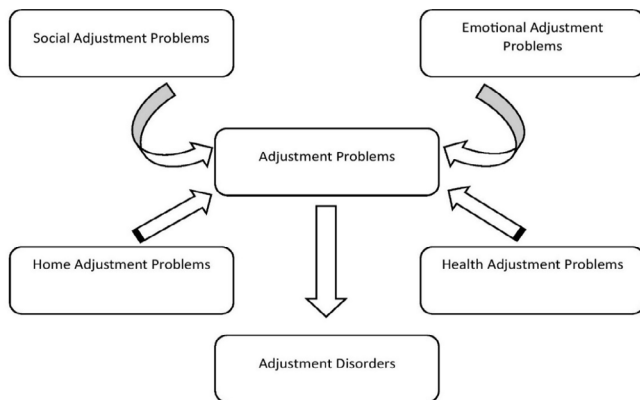 Social Adjustment Problems
Emotional Adjustment
Problems
Adjustment Problems
Home Adjustment Problems
Health Adjustment Problems
Adjustment Disorders